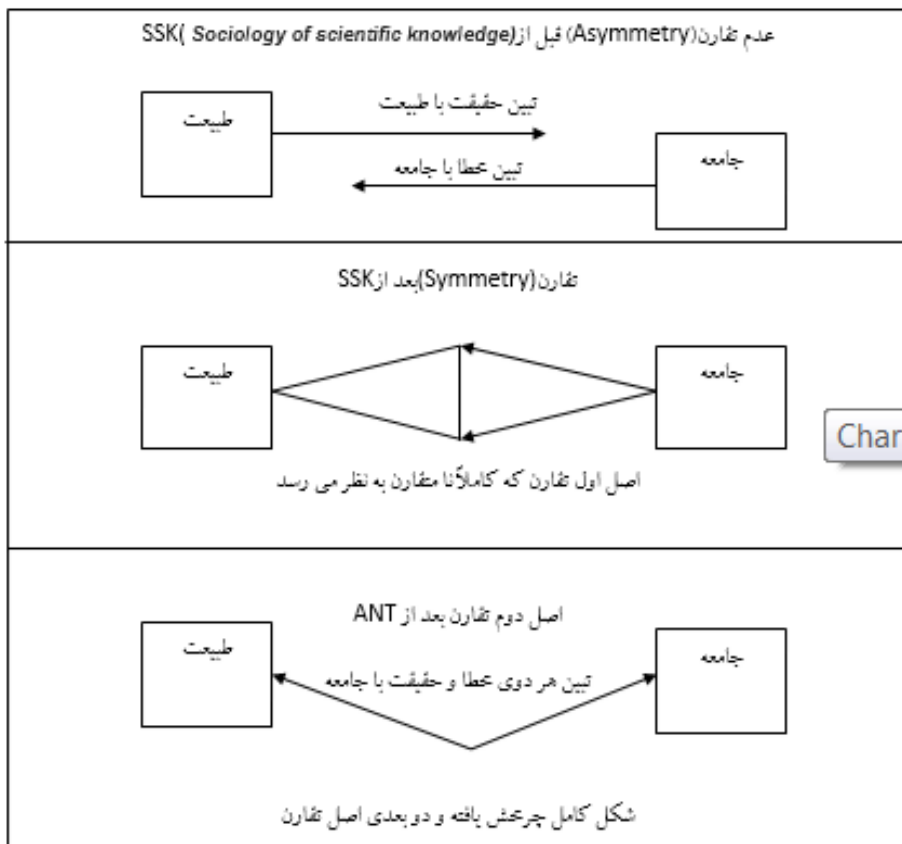 عدم تقارن(Asymmetry) قبل از SSK( Sociology of scientific knowledge)
طبیعت
تبین حقیقت با طبیعت
جامعه
تبین خطا با جامعه
تقارن(Symmetry)بعد از SSK
طبیعت
جامعه
Char
اصل اول تقارن که کاملاًنا متقارن به نظر می رسد
اصل دوم تقارن بعد از ANT
طبیعت
جامعه
تبین هر دوی خطا و حقیقت با جامعه
شکل کامل چرخش یافته و دو بعدی اصل تقارن